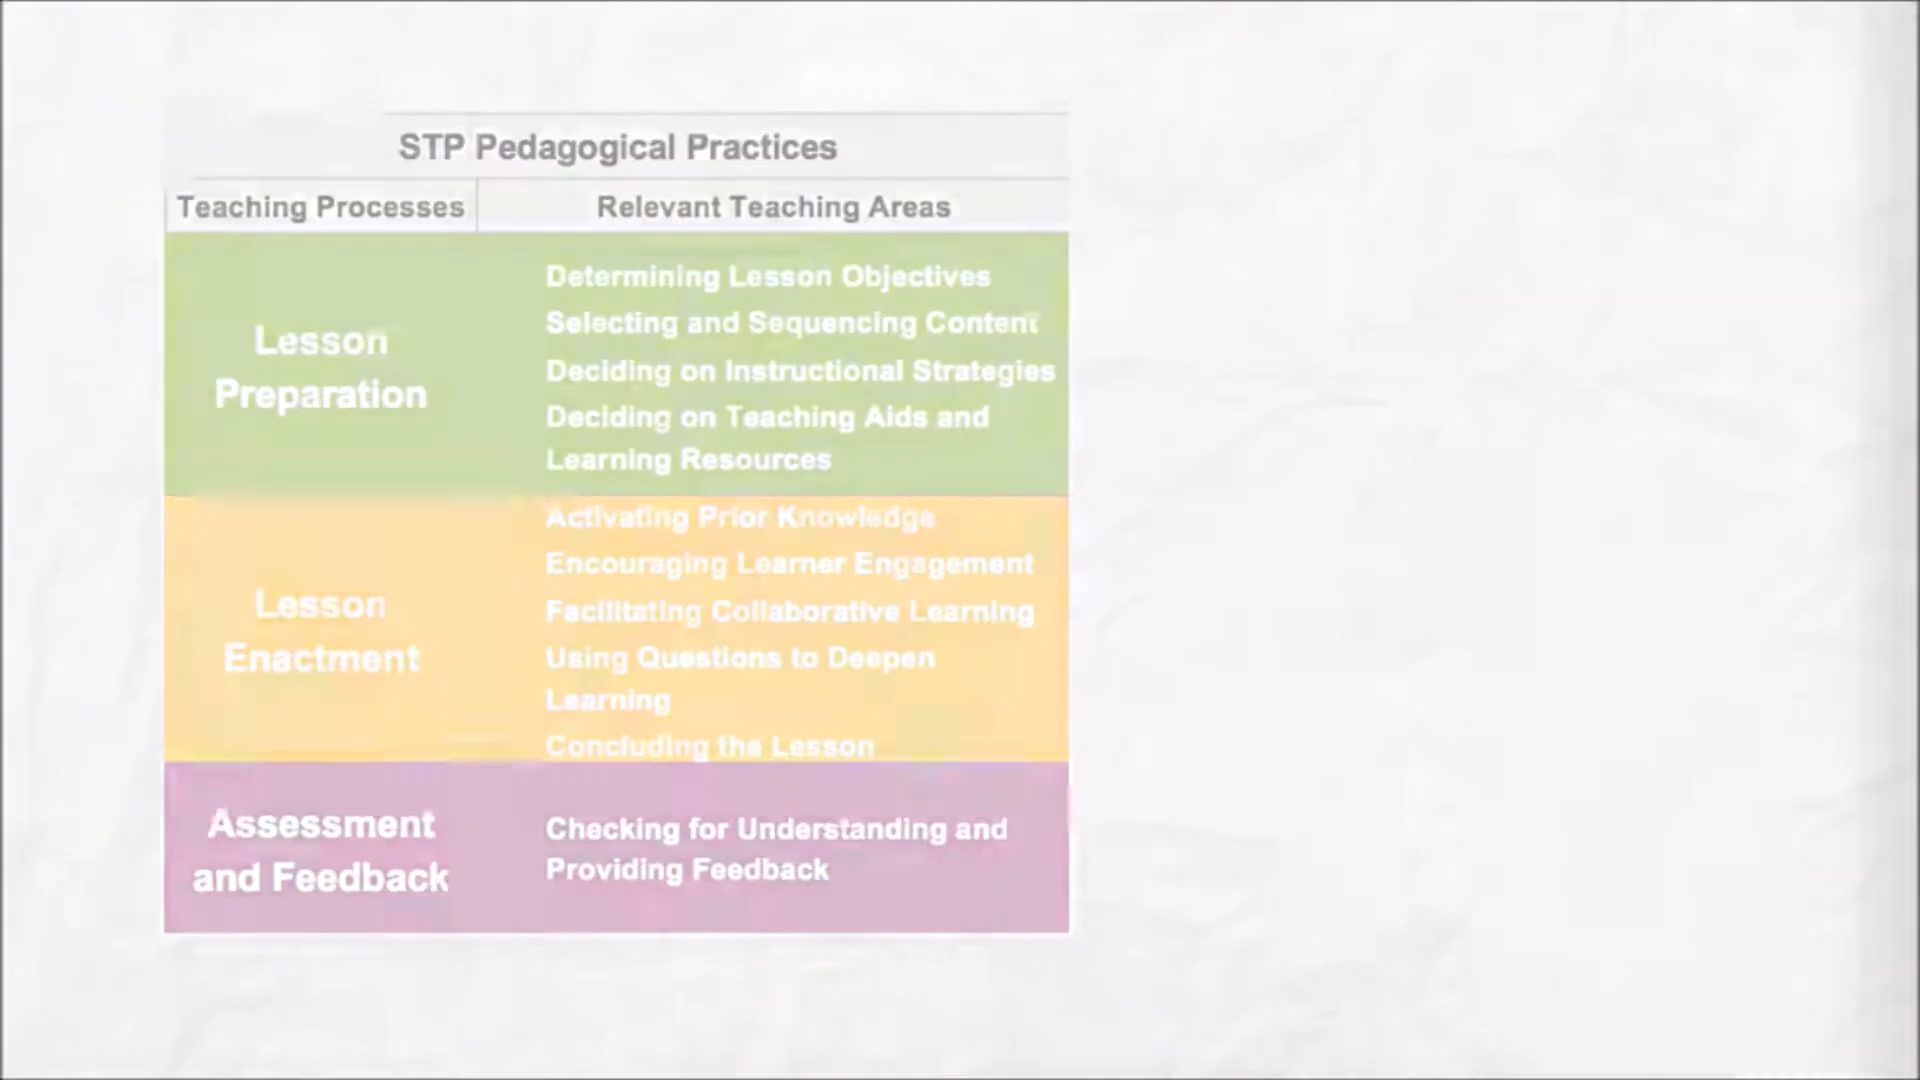 STP Pedagogical Practices
Teaching Processes
Relevant Teaching Areas
Lesson
Preparation
Determining Lesson Objectives
Selecting and Sequencing Content
Deciding on Instructional Strategies
Deciding on Teaching Aids and
Learning Resources
Lesson
Enactment
Activating Prior Knowledge
Encouraging Learner Engagement
Facilitating Collaborative Learning
Using Questions to Deepen
Learning
Concluding the Lesson
Assessment
and Feedback
Checking for Understanding and
Providing Feedback